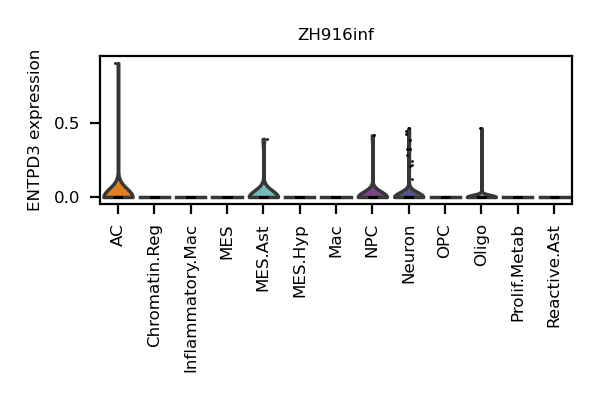 ZH916inf
ENTPD3 expression
0.5
0.0
AC
Chromatin.Reg
Inflammatory.Mac
MES
MES.Ast
MES.Hyp
Mac
NPC
Neuron
OPC
Oligo
Prolif.Metab
Reactive.Ast